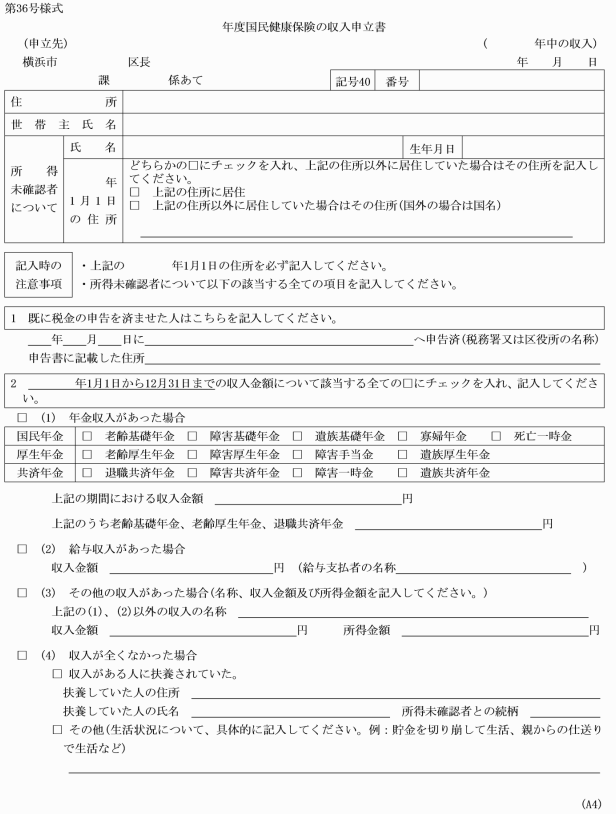 第36号様式
年度国民健康保険の収入申立書
(申立先) ( 年中の収入)
横浜市 区長 年 月 日
課 係あて 記号40 番号
住 所
世 帯 主 氏 名
氏 名 生年月日
所 得
未確認者
について
年
1月1日
の住所
どちらかの□にチェックを入れ、上記の住所以外に居住していた場合はその住所を記入し
てください。
□ 上記の住所に居住
□ 上記の住所以外に居住していた場合はその住所(国外の場合は国名)
記入時の
注意事項
・上記の 年1月1日の住所を必ず記入してください。
・所得未確認者について以下の該当する全ての項目を記入してください。
1 既に税金の申告を済ませた人はこちらを記入してください。
年 月 日に へ申告済(税務署又は区役所の名称)
申告書に記載した住所
2 年1月1日から12月31日までの収入金額について該当する全ての□にチェックを入れ、記入してくださ
い。
□ (1) 年金収入があった場合
国民年金 □ 老齢基礎年金 □ 障害基礎年金 □ 遺族基礎年金 □ 寡婦年金 □ 死亡一時金
厚生年金 □ 老齢厚生年金 □ 障害厚生年金 □ 障害手当金 □ 遺族厚生年金
共済年金 □ 退職共済年金 □ 障害共済年金 □ 障害一時金 □ 遺族共済年金
上記の期間における収入金額 円
上記のうち老齢基礎年金、老齢厚生年金、退職共済年金 円
□ (2) 給与収入があった場合
収入金額 円 (給与支払者の名称 )
□ (3) その他の収入があった場合(名称、収入金額及び所得金額を記入してください。)
上記の(1)、(2)以外の収入の名称
収入金額 円 所得金額 円
□ (4) 収入が全くなかった場合
□ 収入がある人に扶養されていた。
扶養していた人の住所
扶養していた人の氏名 所得未確認者との続柄
□ その他(生活状況について、具体的に記入してください。例：貯金を切り崩して生活、親からの仕送り
で生活など)
(A4)